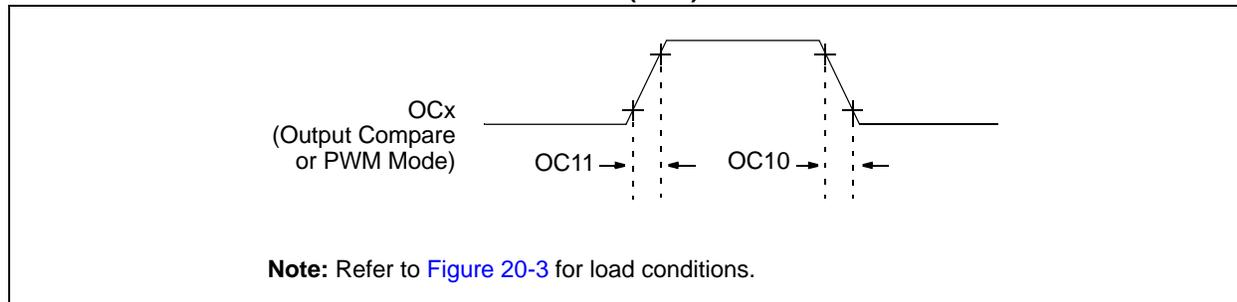 OCx
(Output Compare
or PWM Mode)
OC11
OC10
Note: Refer to Figure 20-3 for load conditions.